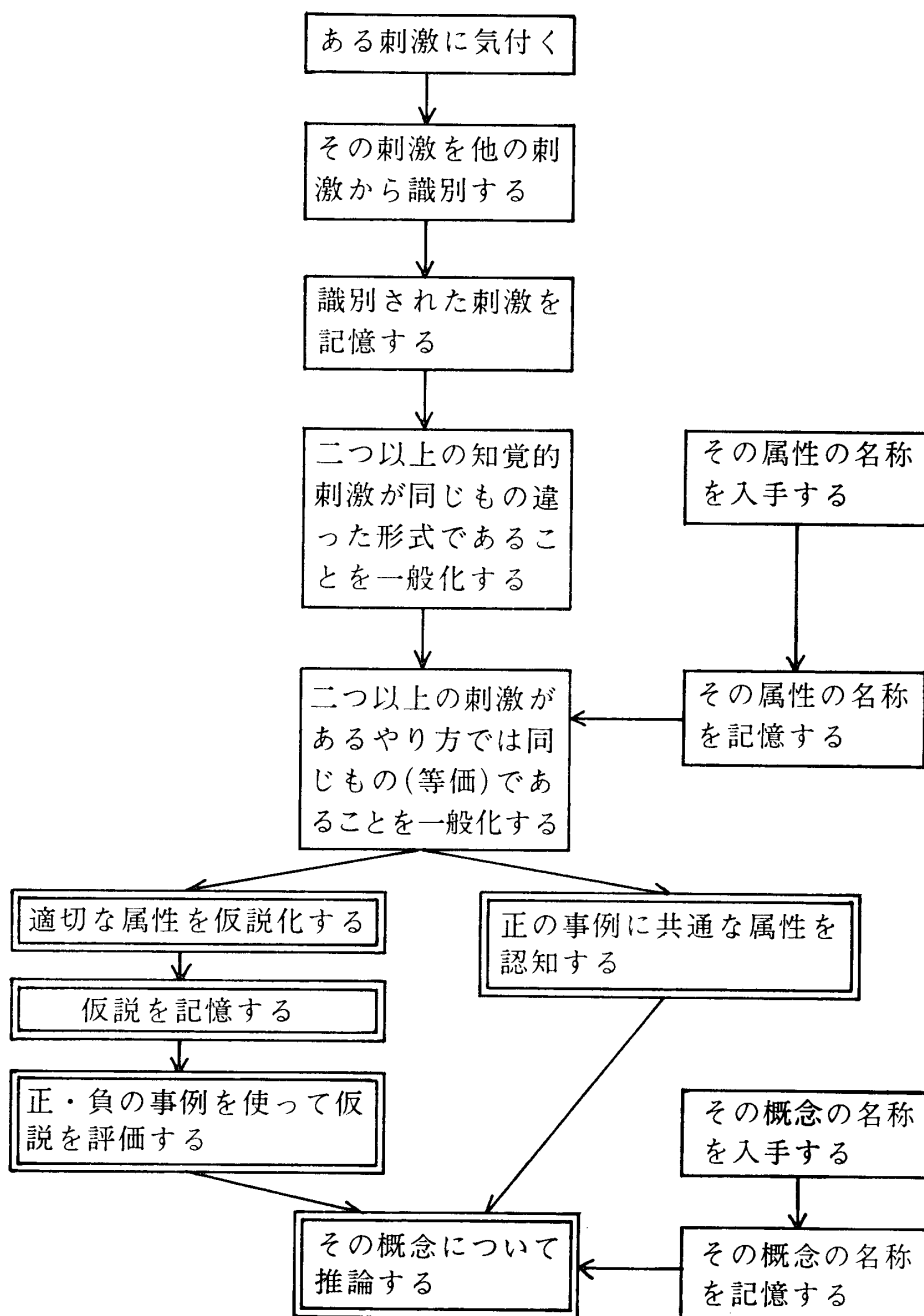 ある刺激に気付く
その刺激を他の刺
激から識別する
識別された刺激を
記憶する
二つ以上の知覚的
刺激が同じもの違
った形式であるこ
とを一般化する
その属性の名称
を入手する
二つ以上の刺激が
あるやり方では同
じもの(等価)であ
ることを一般化する
その属性の名称
を記憶する
適切な属性を仮説化する
仮説を記憶する
正・負の事例を使って仮
説を評価する
正の事例に共通な属性を
認知する
その概念の名称
を入手する
その概念について
推論する
その概念の名称
を記憶する